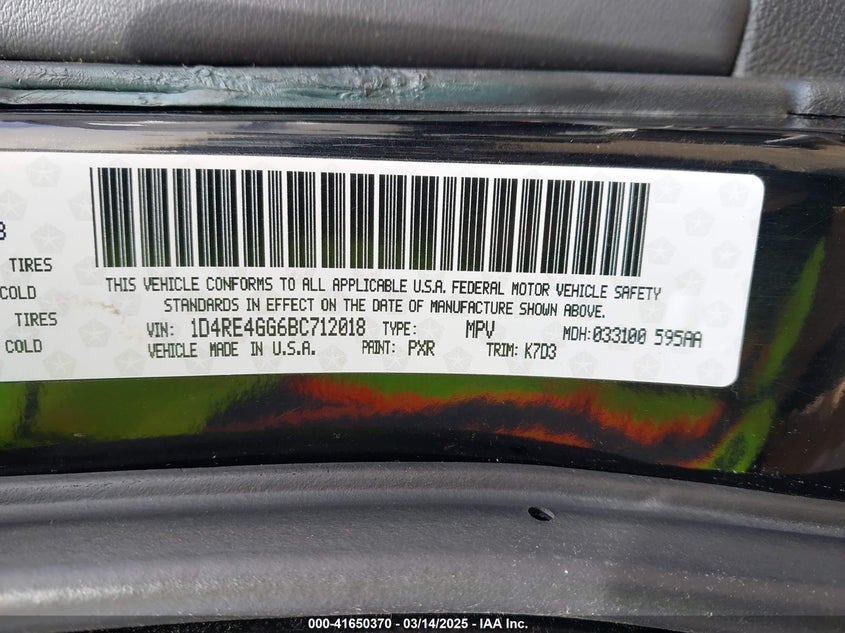 8
TIRES
COLD
TIRES
COLD
THIS VEHICLE CONFORMS TO ALL APPLICABLE U.S.A. FEDERAL MOTOR VEHICLE SAFETY
STANDARDS IN EFFECT ON THE DATE OF MANUFACTURE SHOWN ABOVE.
VIN: 1D4RE4GG6BC712018 TYPE: MPV MDH:033100 595AA
VEHICLE MADE IN U.S.A. PAINT: PXR TRIM: K7D3
000-41650370 - 03/14/2025 - IAA Inc.